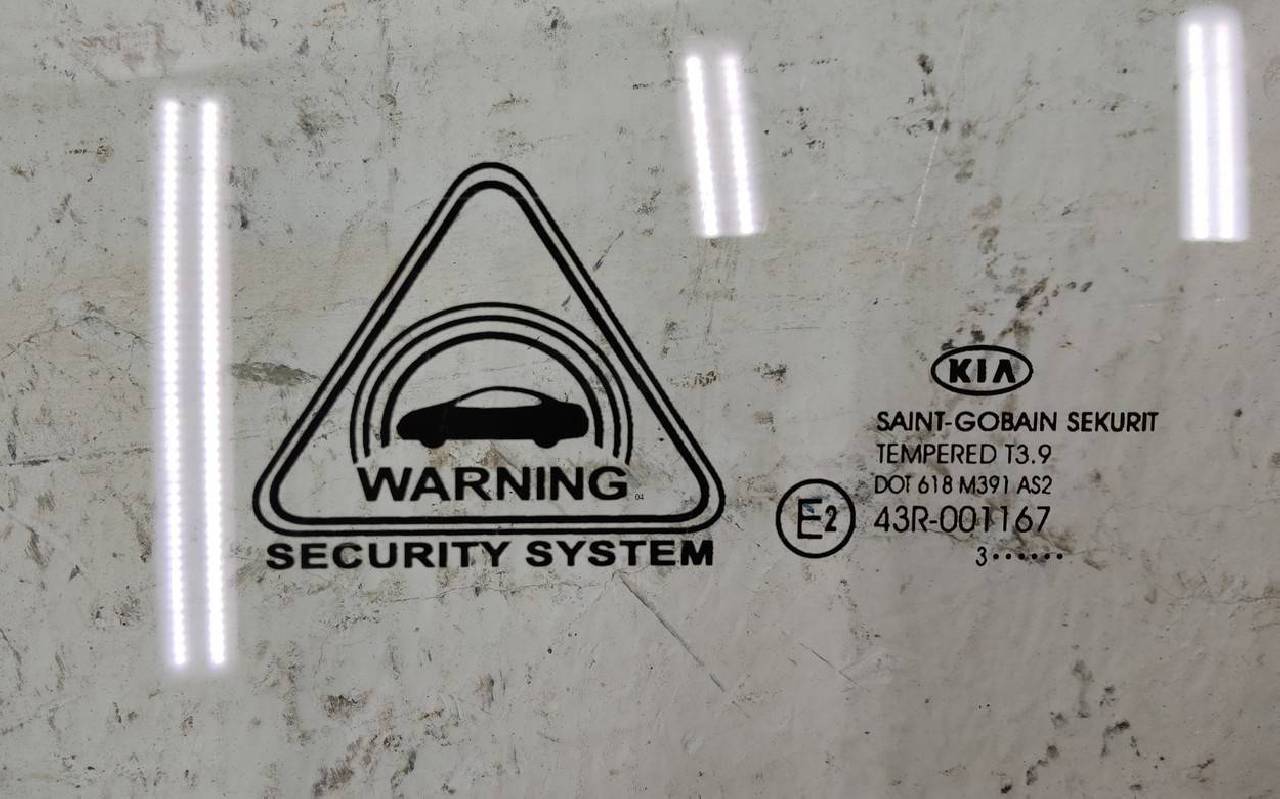 WARNING
SECURITY SYSTEM
KIA
SAINT-GOBAIN SEKURIT
TEMPERED T3.9
DOT 618 M391 AS2
E2 43R-001167
3••••••